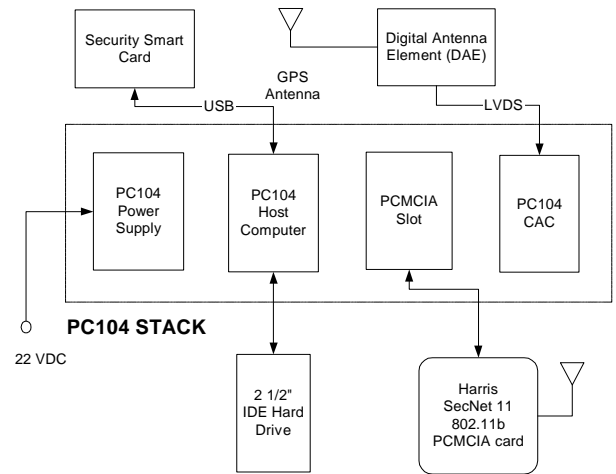 Security Smart
Card
Digital Antenna
Element (DAE)
GPS
Antenna
USB
LVDS
PC104
Power
Supply
PC104
Host
Computer
PCMCIA
Slot
PC104
CAC
PC104 STACK
22 VDC
2 1/2"
IDE Hard
Drive
Harris
SecNet 11
802.11b
PCMCIA card